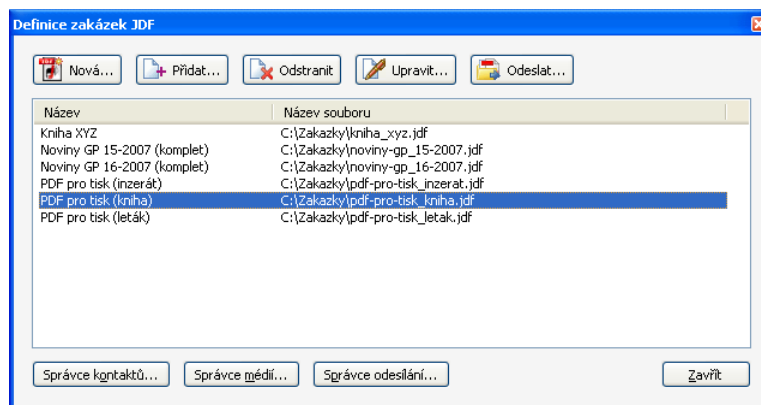 Definice zakázek JDF
Nová... Přidat... Odstranit Upravit... Odeslat...
Název Název souboru
Kniha XYZ C:\Zakazky\kniha_xyz.jdf
Noviny GP 15-2007 (komplet) C:\Zakazky\noviny-gp_15-2007.jdf
Noviny GP 16-2007 (komplet) C:\Zakazky\noviny-gp_16-2007.jdf
PDF pro tisk (inzerát) C:\Zakazky\pdf-pro-tisk_inzerat.jdf
PDF pro tisk (kniha) C:\Zakazky\pdf-pro-tisk_kniha.jdf
PDF pro tisk (leták) C:\Zakazky\pdf-pro-tisk_letak.jdf
Správce kontaktů... Správce médií... Správce odesílání... Zavřít